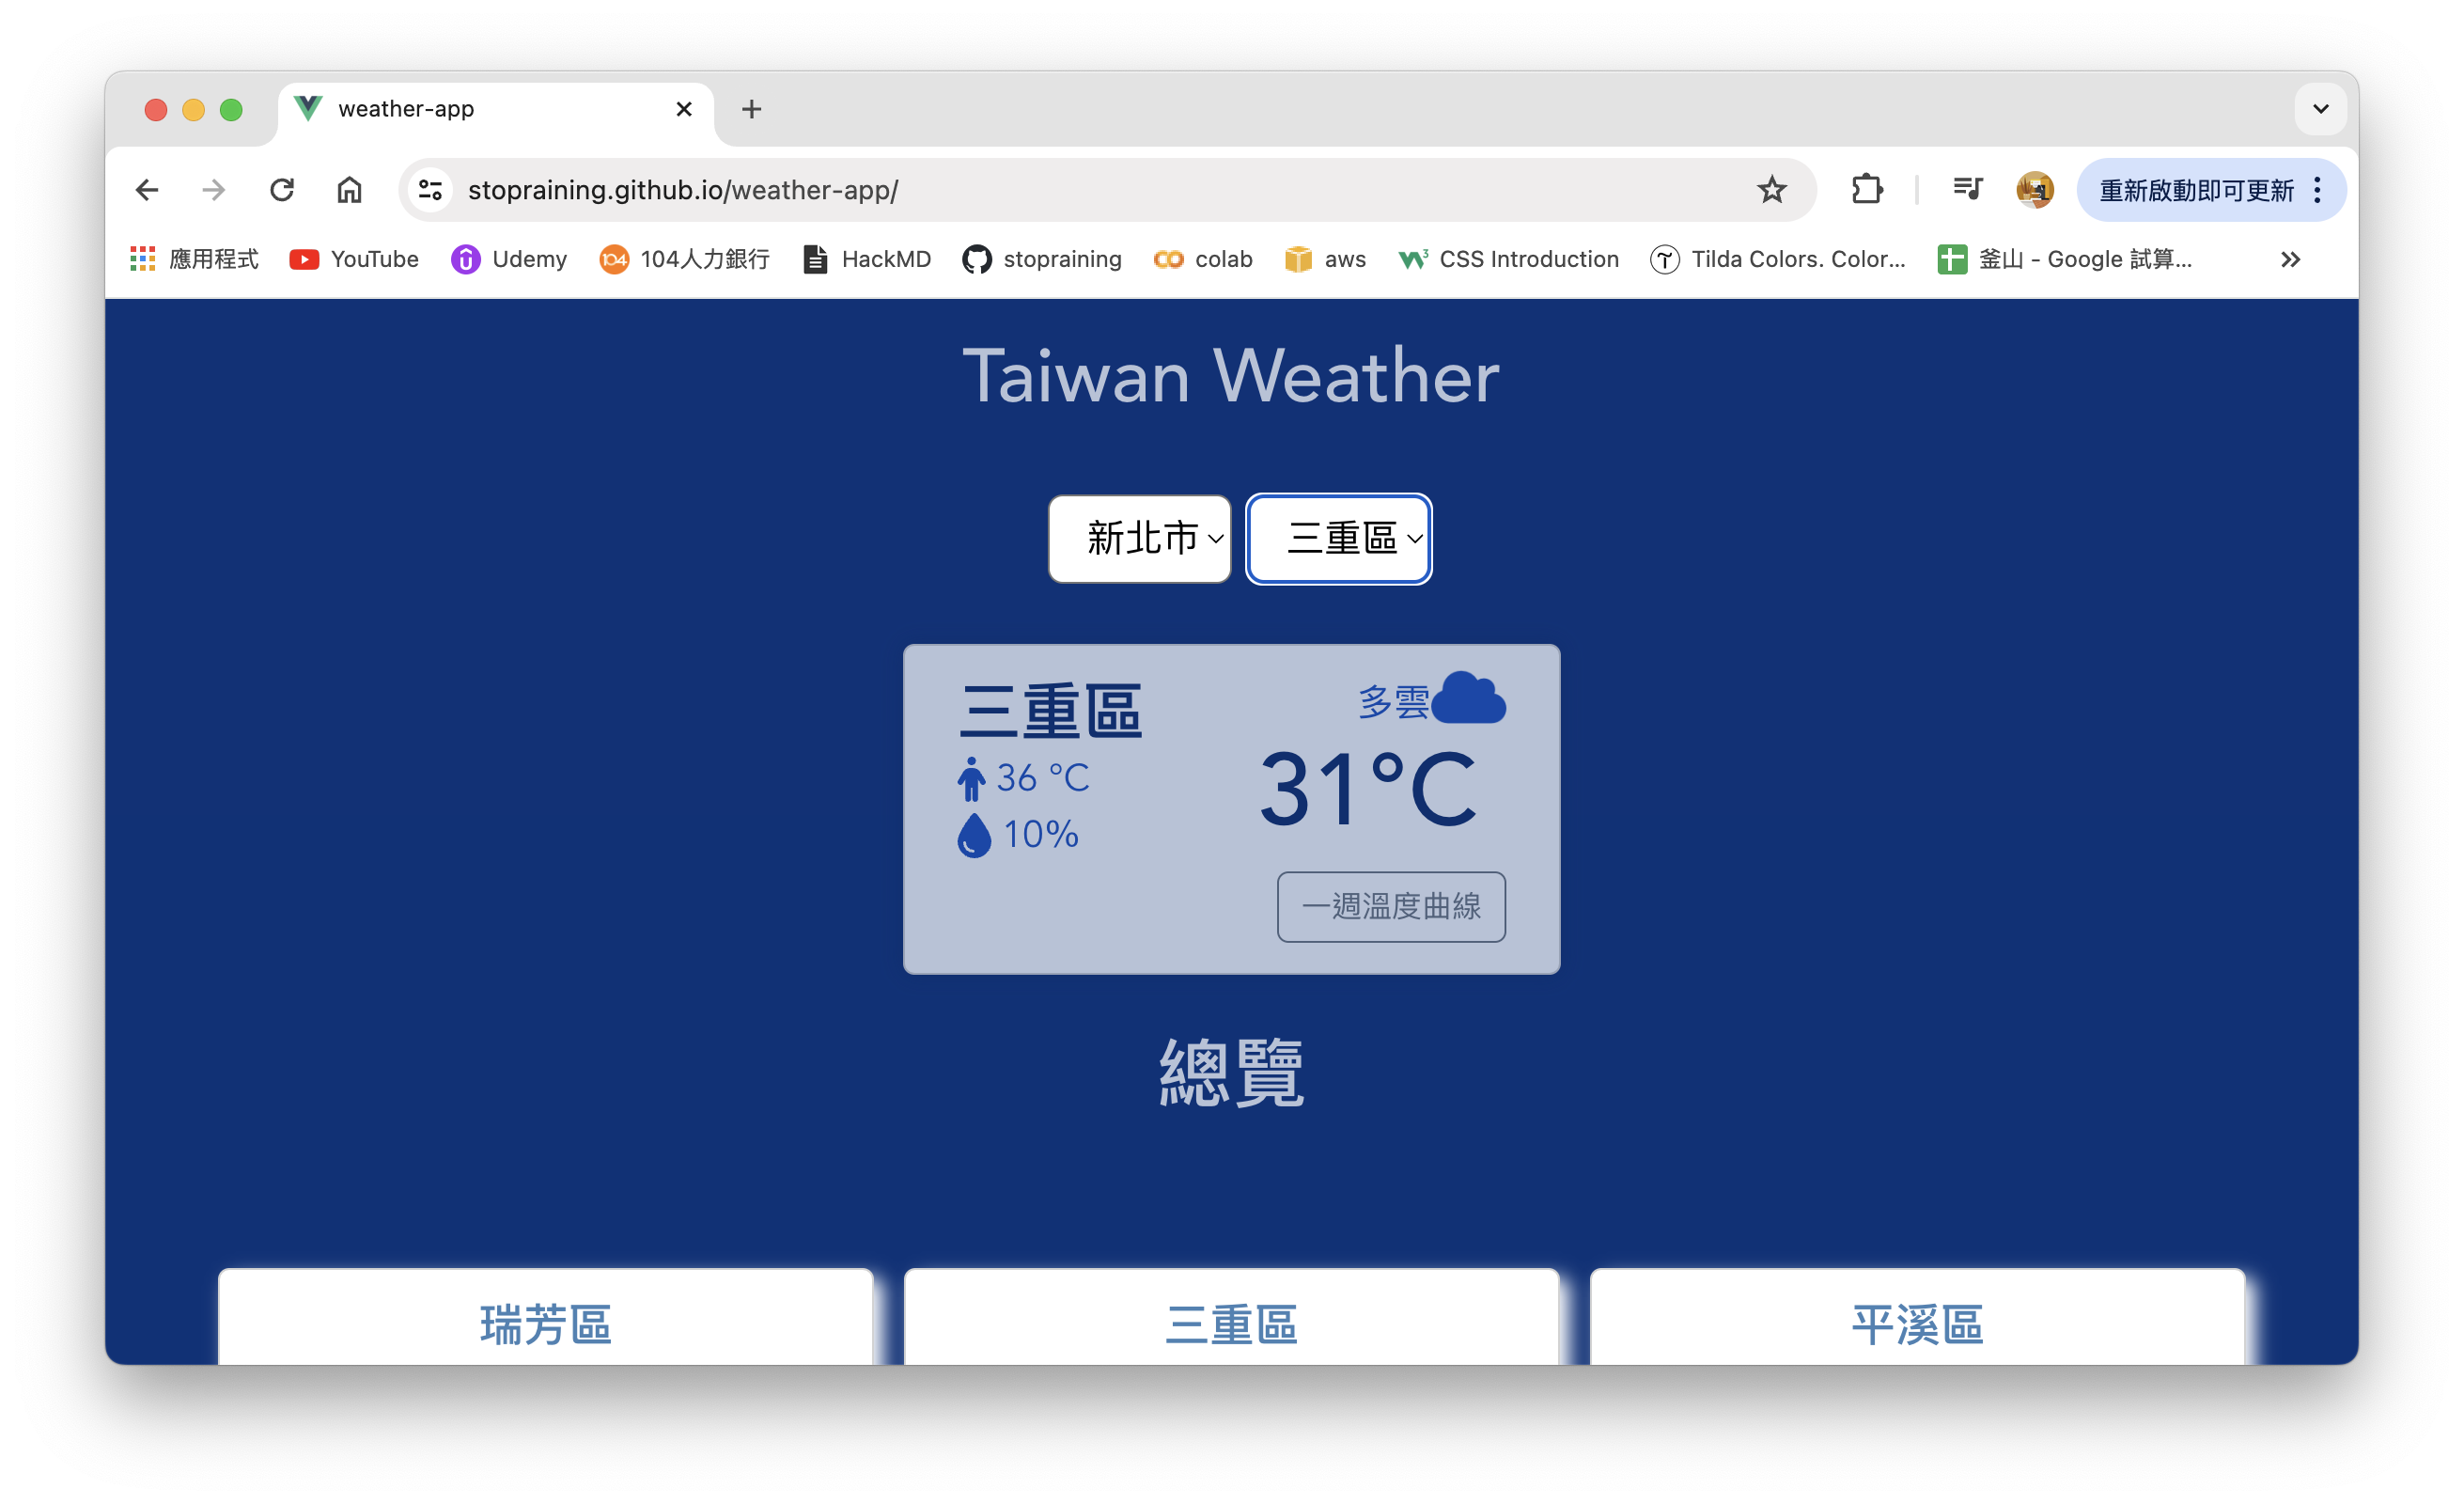 weather-app
stopraining.github.io/weather-app/
重新啟動即可更新
應用程式 YouTube Udemy 104人力銀行 HackMD stopraining colab aws CSS Introduction Tilda Colors. Color... 釜山 - Google 試算...
Taiwan Weather
新北市 三重區
三重區 多雲
36 °C
31°C
10%
一週溫度曲線
總覽
瑞芳區 三重區 平溪區